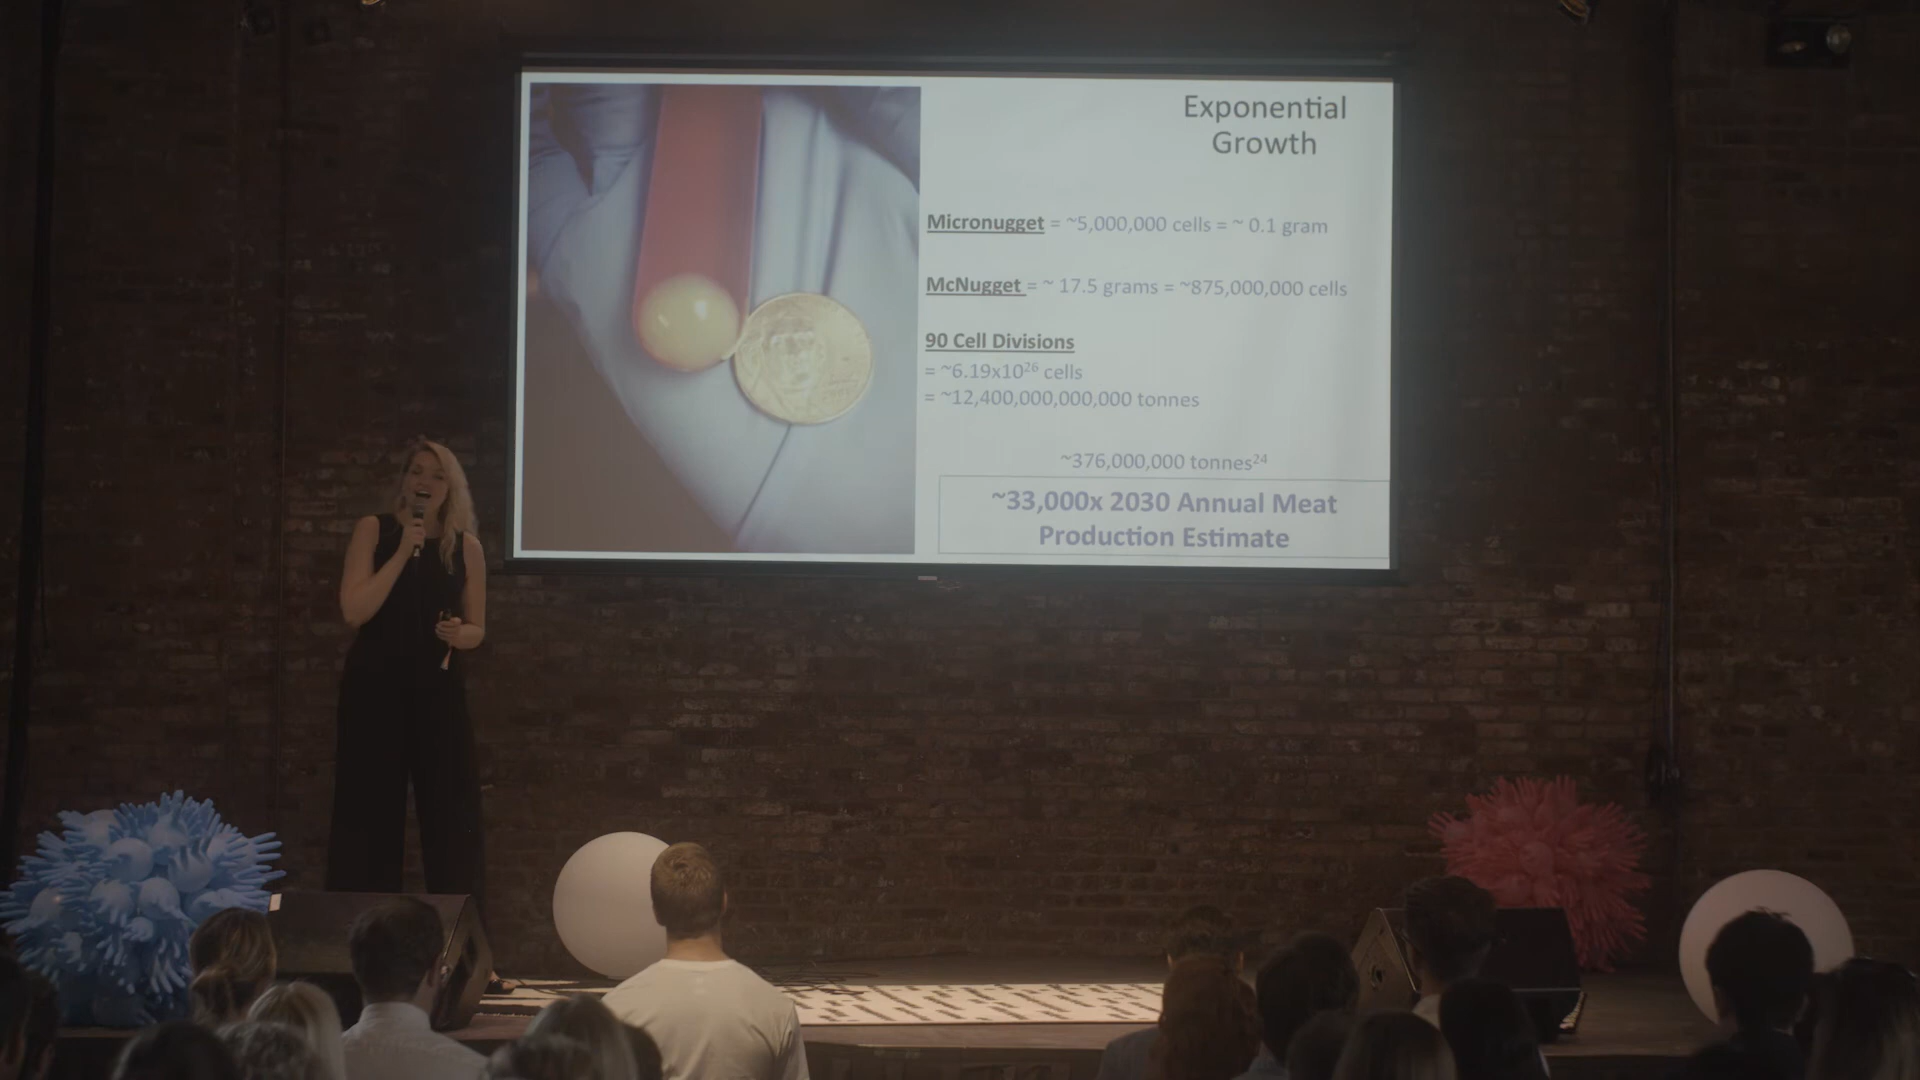 Exponential
Growth
Micronugget = ~5,000,000 cells = ~ 0.1 gram
McNugget = ~ 17.5 grams = ~875,000,000 cells
90 Cell Divisions
= ~6.19x10²⁶ cells
= ~12,400,000,000,000 tonnes
~376,000,000 tonnes²⁴
~33,000x 2030 Annual Meat
Production Estimate